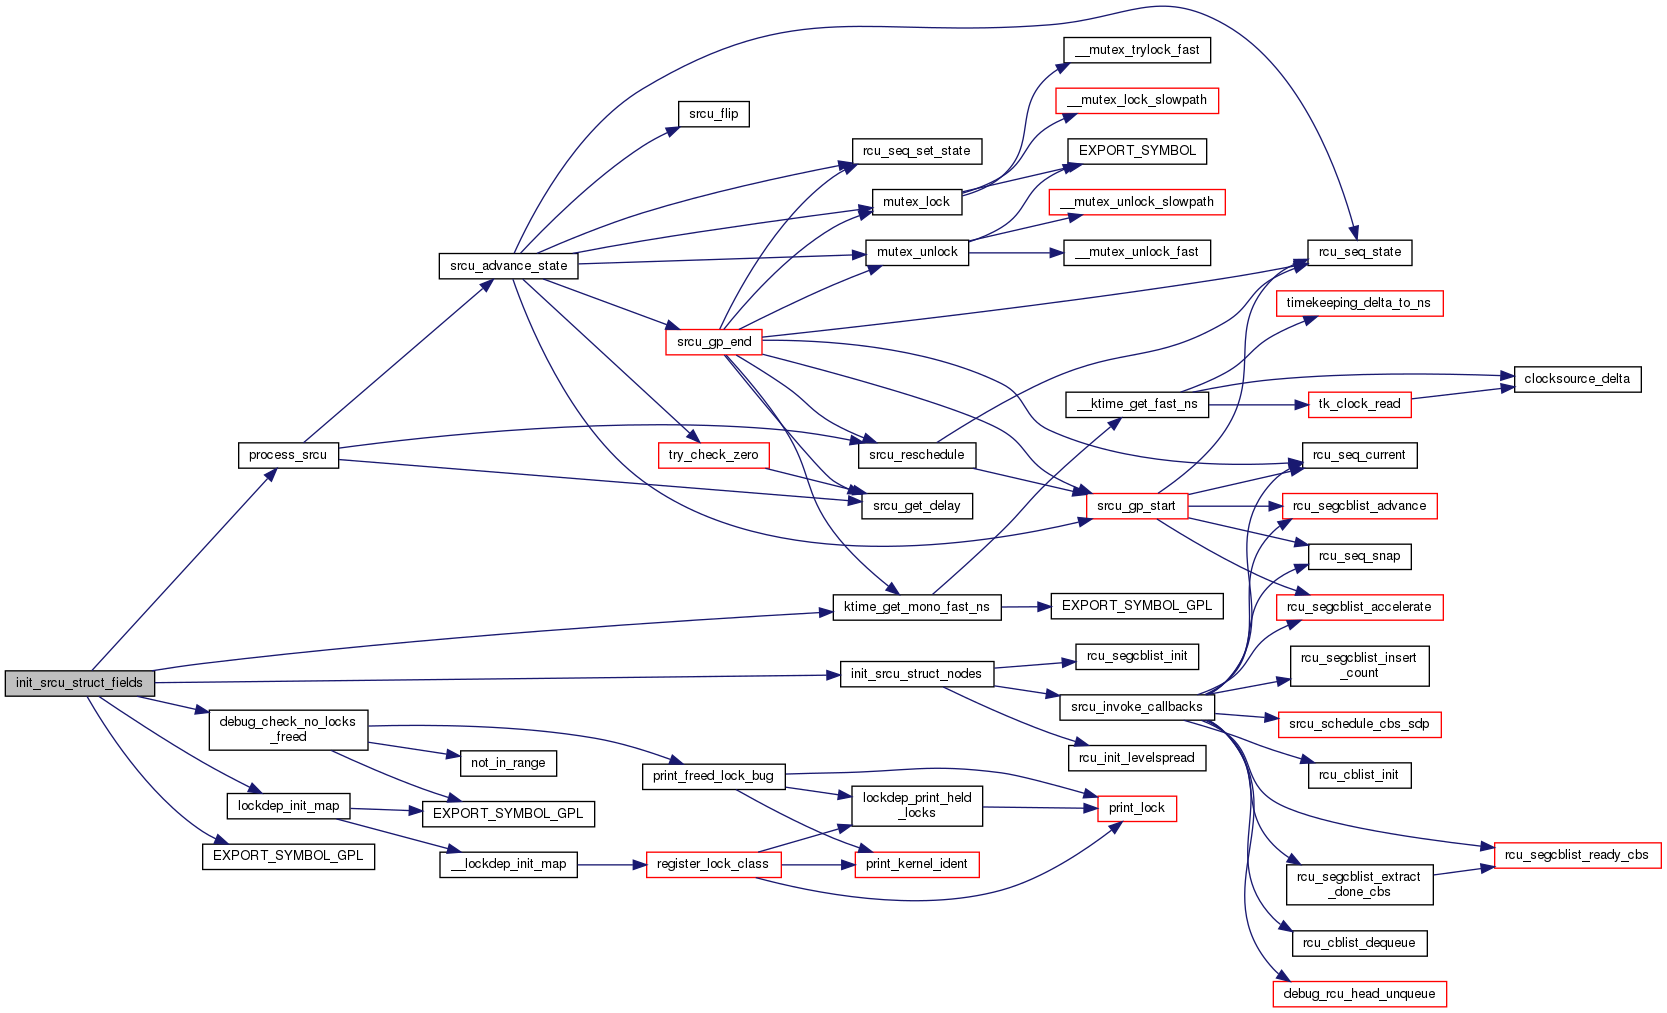 __mutex_trylock_fast
__mutex_lock_slowpath
srcu_flip
rcu_seq_set_state
EXPORT_SYMBOL
mutex_lock
__mutex_unlock_slowpath
srcu_advance_state
mutex_unlock
__mutex_unlock_fast
rcu_seq_state
timekeeping_delta_to_ns
srcu_gp_end
clocksource_delta
__ktime_get_fast_ns
tk_clock_read
process_srcu
try_check_zero
srcu_reschedule
rcu_seq_current
srcu_get_delay
srcu_gp_start
rcu_segcblist_advance
rcu_seq_snap
ktime_get_mono_fast_ns
EXPORT_SYMBOL_GPL
rcu_segcblist_accelerate
init_srcu_struct_fields
init_srcu_struct_nodes
rcu_segcblist_init
rcu_segcblist_insert
_count
srcu_invoke_callbacks
debug_check_no_locks
_freed
srcu_schedule_cbs_sdp
not_in_range
print_freed_lock_bug
rcu_init_levelspread
rcu_cblist_init
lockdep_init_map
EXPORT_SYMBOL_GPL
lockdep_print_held
_locks
print_lock
EXPORT_SYMBOL_GPL
__lockdep_init_map
register_lock_class
print_kernel_ident
rcu_segcblist_ready_cbs
rcu_segcblist_extract
_done_cbs
rcu_cblist_dequeue
debug_rcu_head_unqueue